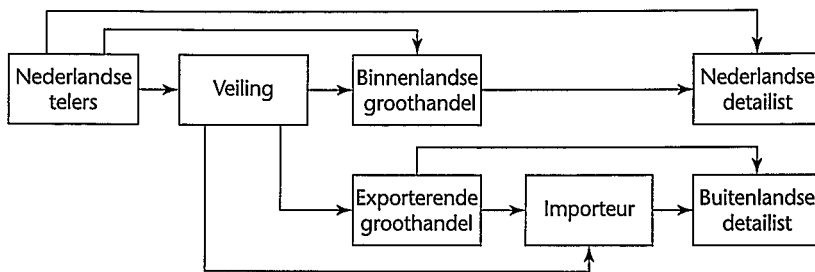 Nederlandse
telers
Veiling
Binnenlandse
groothandel
Nederlandse
detailist
Exporterende
groothandel
Importeur
Buitenlandse
detailist